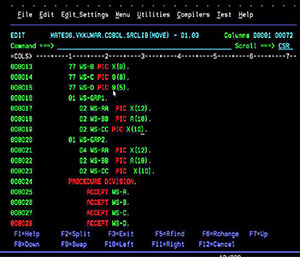 File Edit Edit_Settings Menu Utilities Compilers Test Help
EDIT MATE06.VXKUMAR.COBOL.SRCLIB(MOVE) - 01.03 Columns 00001 00072
Command ===> Scroll ===> CSR
=COLS> ----+----1----+----2----+----3----+----4----+----5----+----6----+----7--
000013 77 WS-B PIC X(8).
000014 77 WS-C PIC 9(8).
000015 77 WS-D PIC 9(5).
000016 01 WS-GRP1.
000017 02 WS-AA PIC X(12).
000018 02 WS-BB PIC A(10).
000019 02 WS-CC PIC X(10).
000020 01 WS-GRP2.
000021 04 WS-AA PIC X(12).
000022 02 WS-BB PIC A(10).
000023 02 WS-CC PIC X(10).
000024 PROCEDURE DIVISION.
000025 ACCEPT WS-A.
000026 ACCEPT WS-B.
000027 ACCEPT WS-C.
000028 ACCEPT WS-D.
F1=Help F2=Split F3=Exit F5=Rfind F6=Rchange F7=Up
F8=Down F9=Swap F10=Left F11=Right F12=Cancel